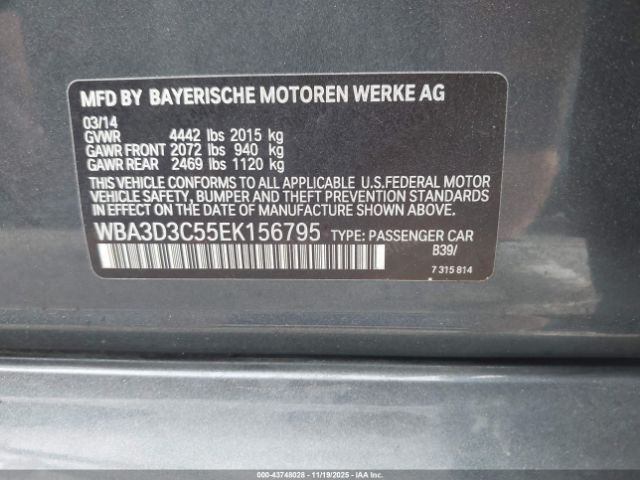 MFD BY BAYERISCHE MOTOREN WERKE AG
03/14
GVWR 4442 lbs 2015 kg
GAWR FRONT 2072 lbs 940 kg
GAWR REAR 2469 lbs 1120 kg
THIS VEHICLE CONFORMS TO ALL APPLICABLE U.S.FEDERAL MOTOR
VEHICLE SAFETY, BUMPER AND THEFT PREVENTION STANDARDS
IN EFFECT ON THE DATE OF MANUFACTURE SHOWN ABOVE.
WBA3D3C55EK156795 TYPE: PASSENGER CAR
B39/
7 315 814
000-43748028 - 11/19/2025 - IAAI.COM